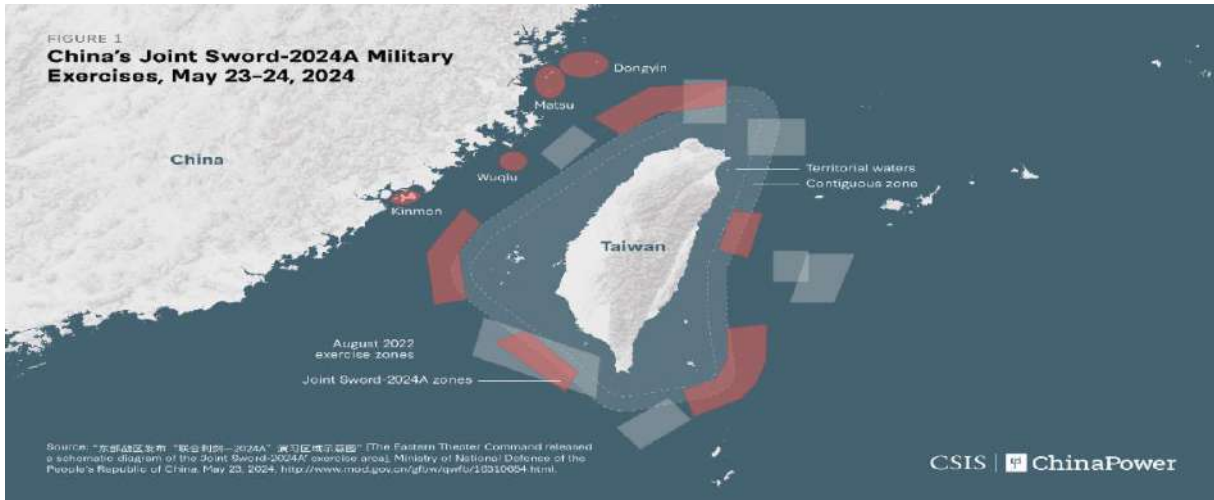 FIGURE 1
China's Joint Sword-2024A Military
Exercises, May 23–24, 2024
Dongyin
Matsu
China
Wuqiu
Kinmen
Territorial waters
Contiguous zone
Taiwan
August 2022
exercise zones
Joint Sword-2024A zones
Source: "东部战区发布 "联合利剑—2024A" 演习区域示意图" [The Eastern Theater Command released
a schematic diagram of the Joint Sword-2024A' exercise area], Ministry of National Defence of the
People's Republic of China, May 23, 2024, http://www.mod.gov.cn/gfbw/qwfb/16310684.html.
CSIS | ChinaPower